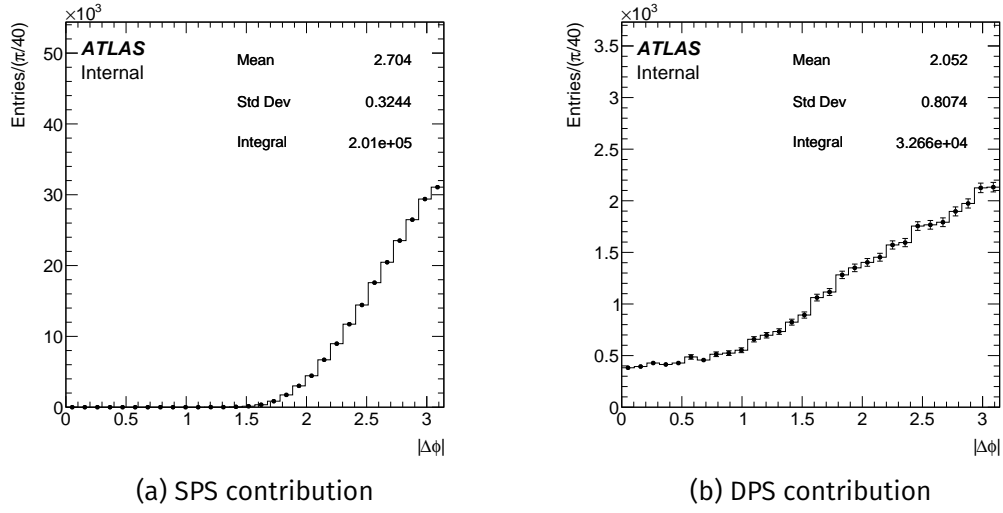 ×10³
Entries/(π/40)
50
40
30
20
10
0
ATLAS
Internal
Mean 2.704
Std Dev 0.3244
Integral 2.01e+05
0 0.5 1 1.5 2 2.5 3
|Δϕ|
(a) SPS contribution
×10³
Entries/(π/40)
3.5
3
2.5
2
1.5
1
0.5
0
ATLAS
Internal
Mean 2.052
Std Dev 0.8074
Integral 3.266e+04
0 0.5 1 1.5 2 2.5 3
|Δϕ|
(b) DPS contribution